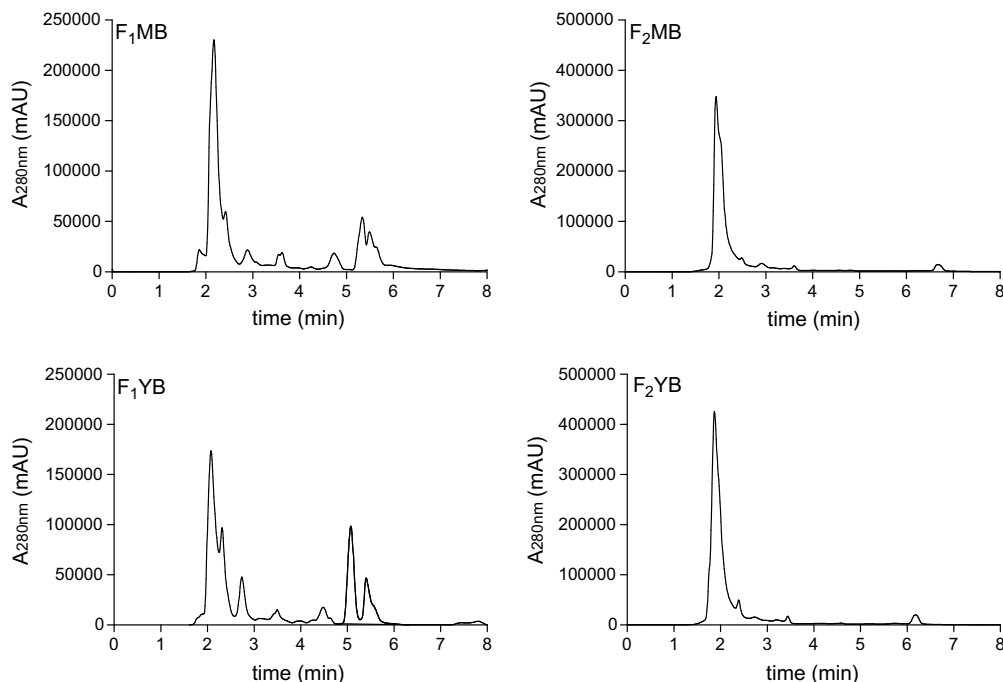 F₁MB
A280nm (mAU)
250000
200000
150000
100000
50000
0
0 1 2 3 4 5 6 7 8
time (min)
F₂MB
A280nm (mAU)
500000
400000
300000
200000
100000
0
0 1 2 3 4 5 6 7 8
time (min)
F₁YB
A280nm (mAU)
250000
200000
150000
100000
50000
0
0 1 2 3 4 5 6 7 8
time (min)
F₂YB
A280nm (mAU)
500000
400000
300000
200000
100000
0
0 1 2 3 4 5 6 7 8
time (min)